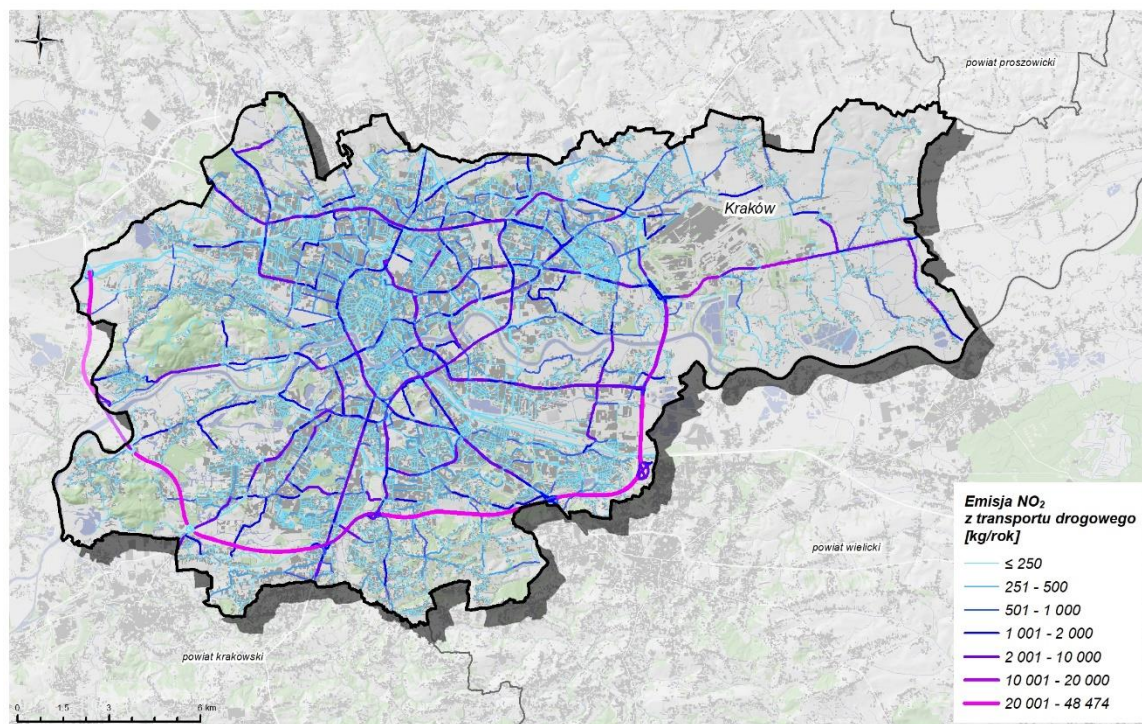 powiat proszowicki
Kraków
powiat wielicki
powiat krakowski
0 1.5 3 6 km
Emisja NO₂
z transportu drogowego
[kg/rok]
≤ 250
251 - 500
501 - 1 000
1 001 - 2 000
2 001 - 10 000
10 001 - 20 000
20 001 - 48 474